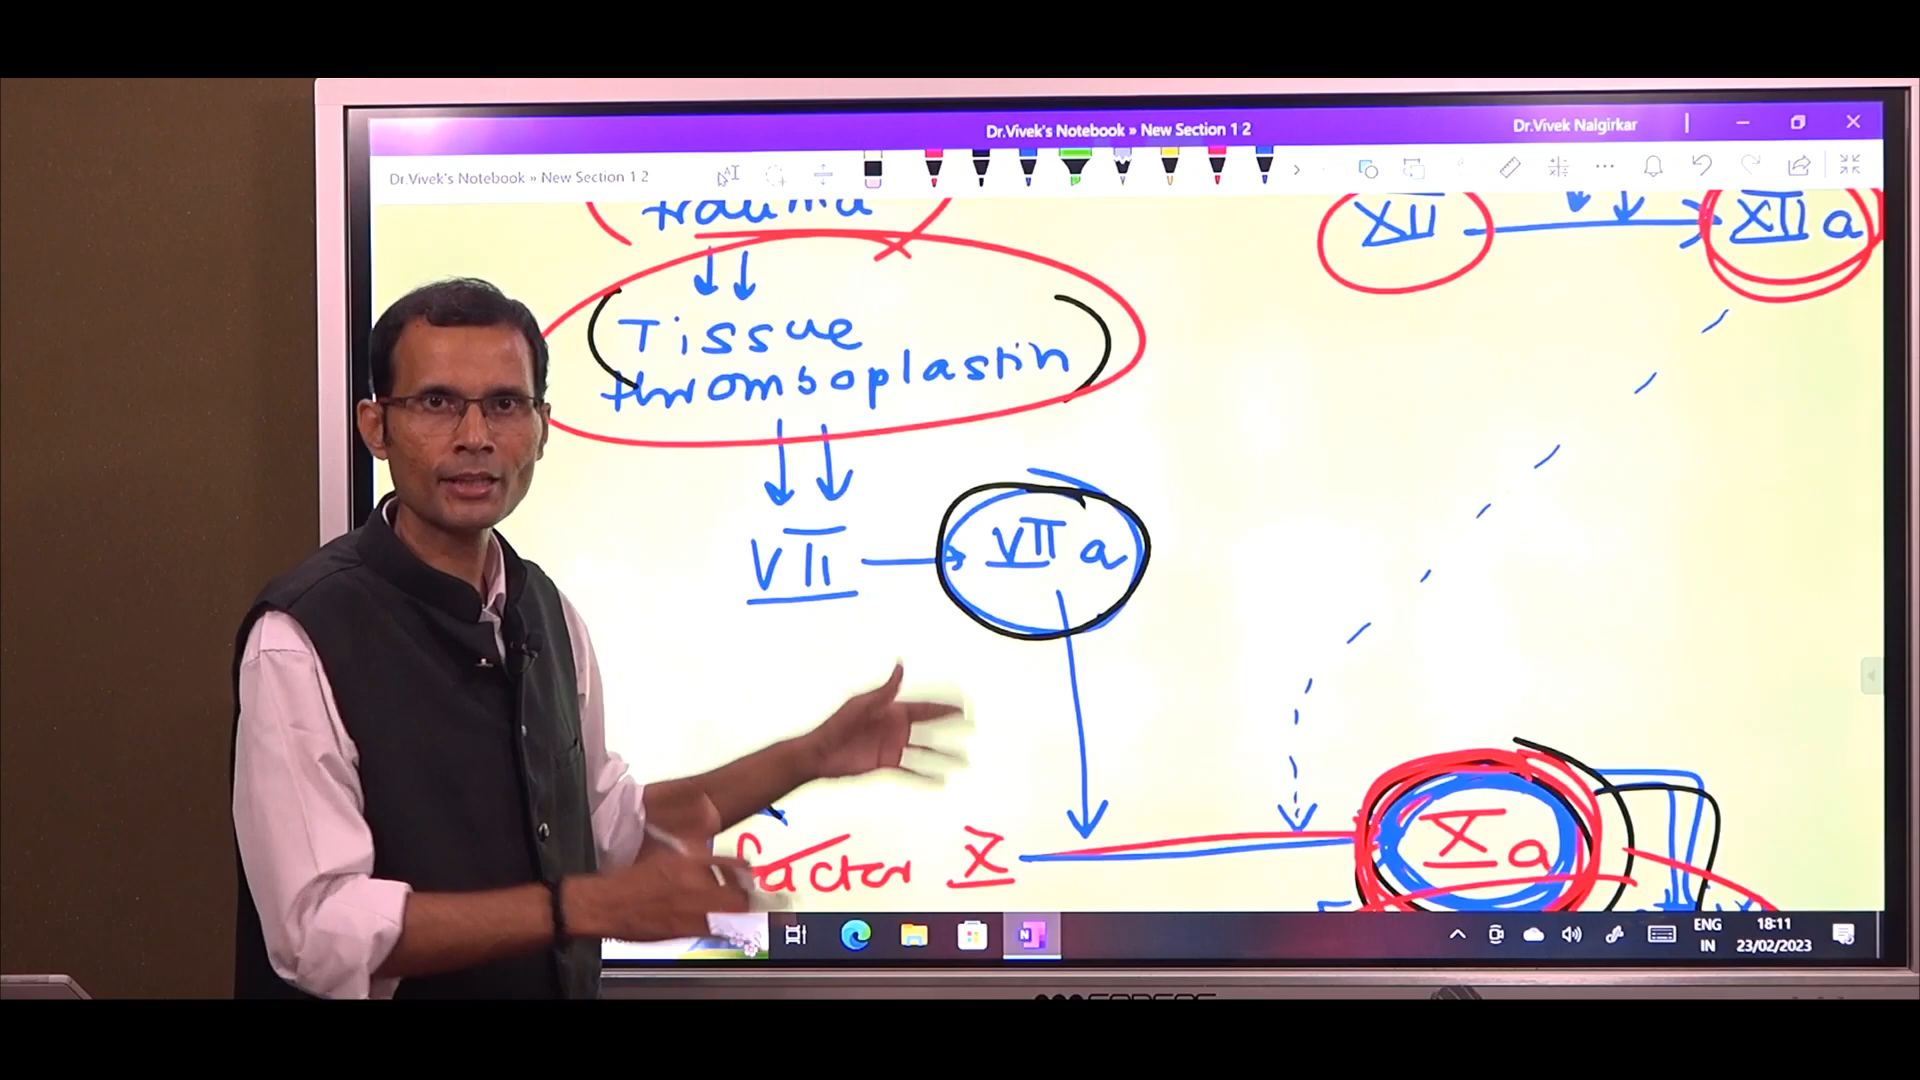 Dr.Vivek's Notebook » New Section 1 2
Dr.Vivek Nalgirkar
Dr.Vivek's Notebook » New Section 1 2
trauma
XII
XII a
Tissue
thromboplastin
VII
VII a
factor X
X a
ENG
IN
18:11
23/02/2023